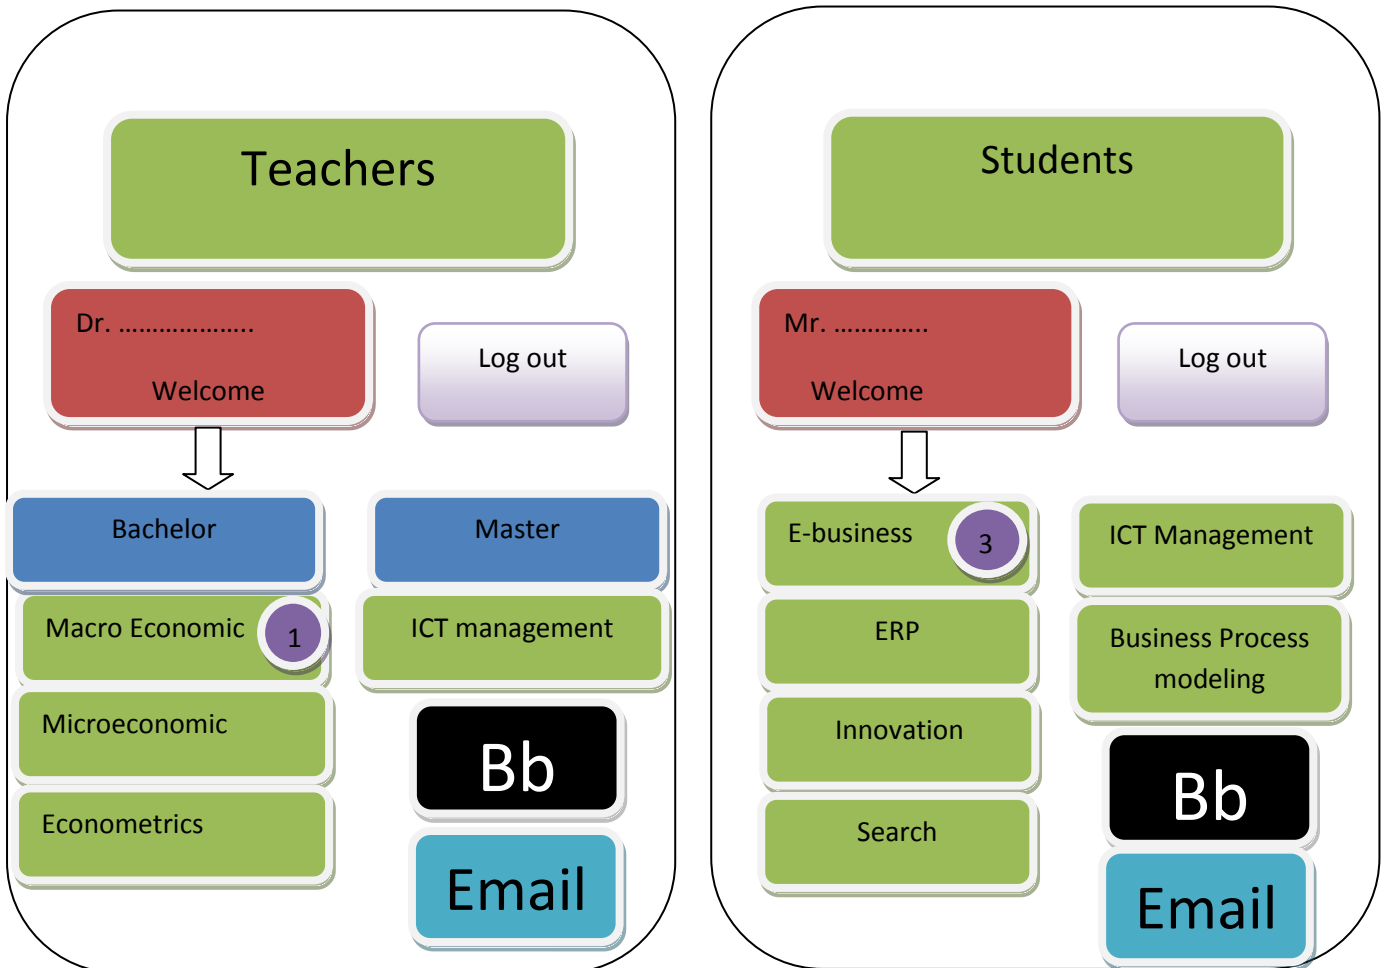 Teachers
Dr. ………………..
Welcome
Log out
Bachelor
Master
Macro Economic
1
ICT management
Microeconomic
Bb
Econometrics
Email
Students
Mr. …………..
Welcome
Log out
E-business
3
ICT Management
ERP
Business Process
modeling
Innovation
Bb
Search
Email